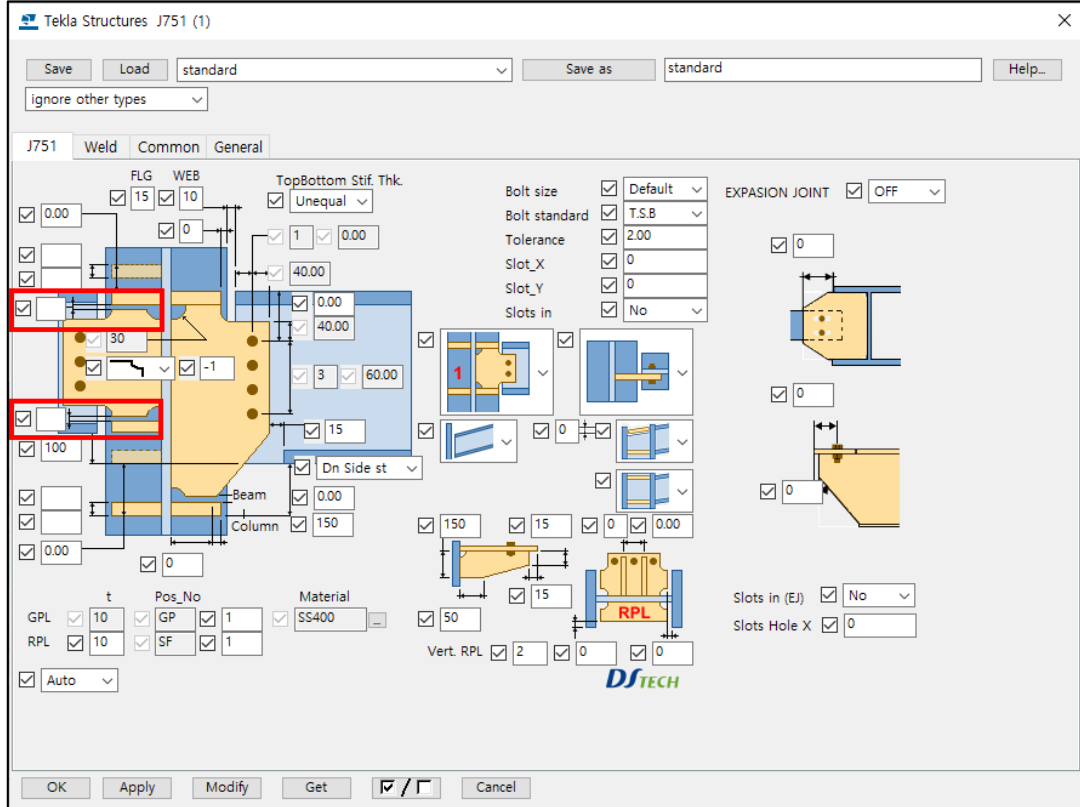 Tekla Structures J751 (1)
Save Load standard Save as standard Help...
ignore other types
J751 Weld Common General
FLG WEB TopBottom Stif. Thk.
15 10 Unequal
Bolt size Default
EXPASION JOINT OFF
Bolt standard T.S.B
0.00
0 1 0.00
Tolerance 2.00
0
Slot_X 0
40.00
Slot_Y 0
0.00
Slots in No
40.00
30
1
-1
3 60.00
0
15 0
100
Dn Side st
Beam 0.00
0
Column 150
150 15 0 0.00
0.00
0
15
t Pos_No Material
Slots in (EJ) No
GPL 10 GP 1 SS400 ...
50
RPL
Slots Hole X 0
RPL 10 SF 1
Vert. RPL 2 0 0
Auto
DSTECH
OK Apply Modify Get / Cancel